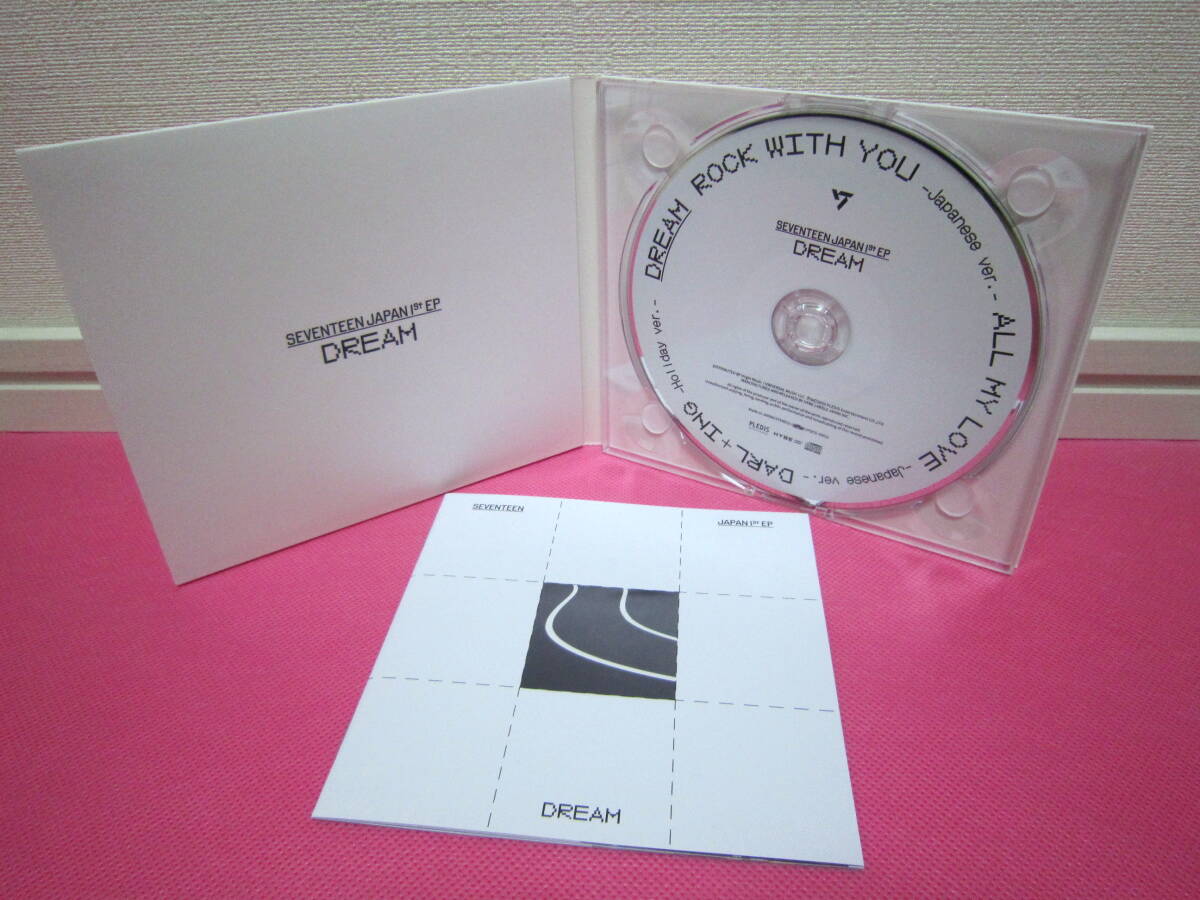 SEVENTEEN JAPAN 1ST EP
DREAM
DREAM ROCK WITH YOU -Japanese ver.- ALL MY LOVE -Japanese ver.- DARL+ING -Holiday ver.-
SEVENTEEN JAPAN 1ST EP
DREAM
PLEDIS
SEVENTEEN
JAPAN 1ST EP
DREAM